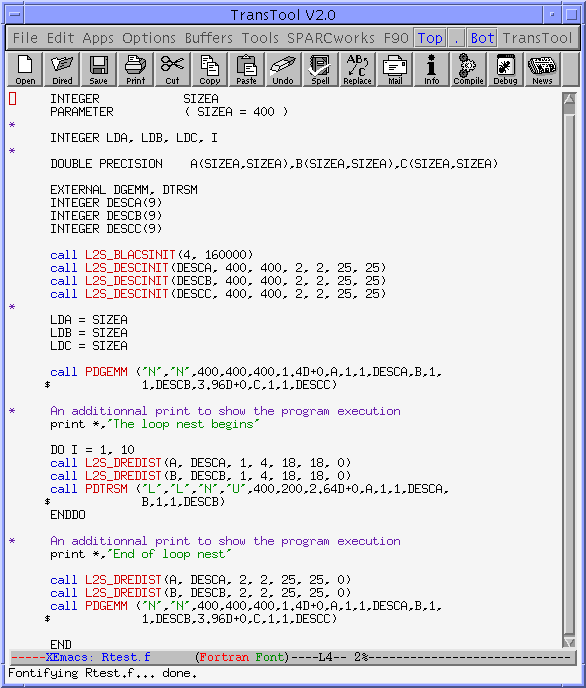 TransTool V2.0
File Edit Apps Options Buffers Tools SPARCworks F90 Top . Bot TransTool
Open Dired Save Print Cut Copy Paste Undo Spell Replace Mail Info Compile Debug News
INTEGER SIZEA
PARAMETER ( SIZEA = 400 )
*
INTEGER LDA, LDB, LDC, I
*
DOUBLE PRECISION A(SIZEA,SIZEA),B(SIZEA,SIZEA),C(SIZEA,SIZEA)
EXTERNAL DGEMM, DTRSM
INTEGER DESCA(9)
INTEGER DESCB(9)
INTEGER DESCC(9)
call L2S_BLACSINIT(4, 160000)
call L2S_DESCINIT(DESCA, 400, 400, 2, 2, 25, 25)
call L2S_DESCINIT(DESCB, 400, 400, 2, 2, 25, 25)
call L2S_DESCINIT(DESCC, 400, 400, 2, 2, 25, 25)
*
LDA = SIZEA
LDB = SIZEA
LDC = SIZEA
call PDGEMM ("N","N",400,400,400,1.4D+0,A,1,1,DESCA,B,1,
$ 1,DESCB,3.96D+0,C,1,1,DESCC)
* An additionnal print to show the program execution
print *,"The loop nest begins"
DO I = 1, 10
call L2S_DREDIST(A, DESCA, 1, 4, 18, 18, 0)
call L2S_DREDIST(B, DESCB, 1, 4, 18, 18, 0)
call PDTRSM ("L","L","N","U",400,200,2.64D+0,A,1,1,DESCA,
$ B,1,1,DESCB)
ENDDO
* An additionnal print to show the program execution
print *,"End of loop nest"
call L2S_DREDIST(A, DESCA, 2, 2, 25, 25, 0)
call L2S_DREDIST(B, DESCB, 2, 2, 25, 25, 0)
call PDGEMM ("N","N",400,400,400,1.4D+0,A,1,1,DESCA,B,1,
$ 1,DESCB,3.96D+0,C,1,1,DESCC)
END
-----XEmacs: Rtest.f (Fortran Font)----L4-- 2%-----------------------------
Fontifying Rtest.f... done.